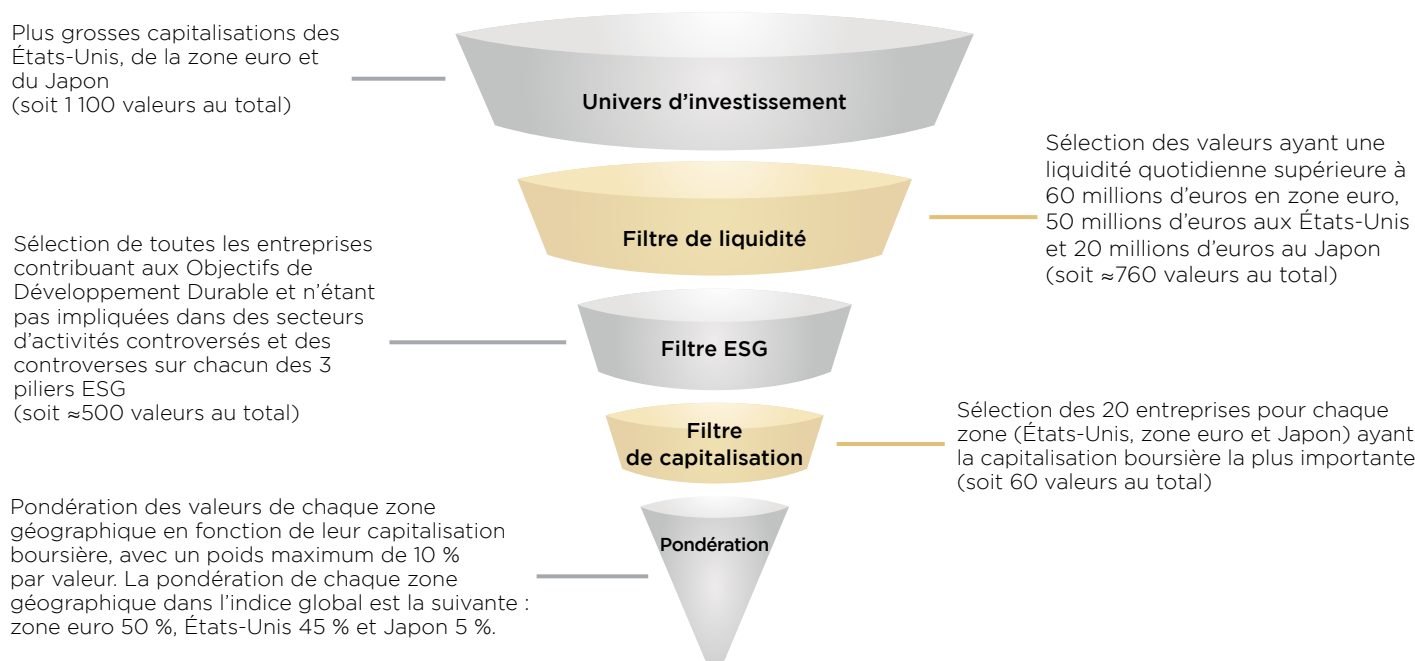 Plus grosses capitalisations des
États-Unis, de la zone euro et
du Japon
(soit 1 100 valeurs au total)
Univers d’investissement
Sélection des valeurs ayant une
liquidité quotidienne supérieure à
60 millions d’euros en zone euro,
50 millions d’euros aux États-Unis
et 20 millions d’euros au Japon
(soit ≈760 valeurs au total)
Filtre de liquidité
Sélection de toutes les entreprises
contribuant aux Objectifs de
Développement Durable et n’étant
pas impliquées dans des secteurs
d’activités controversés et des
controverses sur chacun des 3
piliers ESG
(soit ≈500 valeurs au total)
Filtre ESG
Sélection des 20 entreprises pour chaque
zone (États-Unis, zone euro et Japon) ayant
la capitalisation boursière la plus importante
(soit 60 valeurs au total)
Filtre
de capitalisation
Pondération des valeurs de chaque zone
géographique en fonction de leur capitalisation
boursière, avec un poids maximum de 10 %
par valeur. La pondération de chaque zone
géographique dans l’indice global est la suivante :
zone euro 50 %, États-Unis 45 % et Japon 5 %.
Pondération